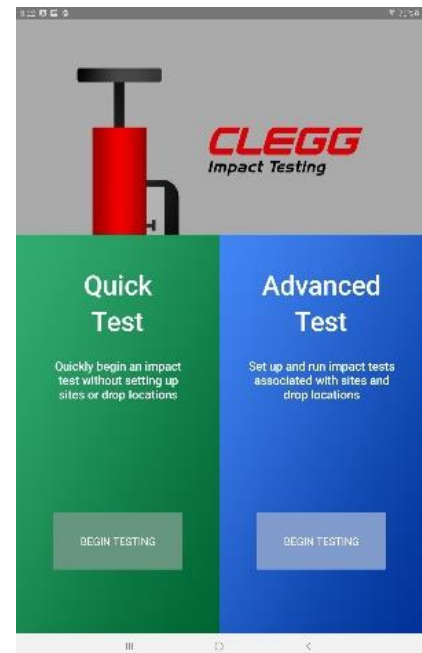 CLEGG
Impact Testing
Quick
Test
Quickly begin an impact
test without setting up
sites or drop locations
BEGIN TESTING
Advanced
Test
Set up and run impact tests
associated with sites and
drop locations
BEGIN TESTING